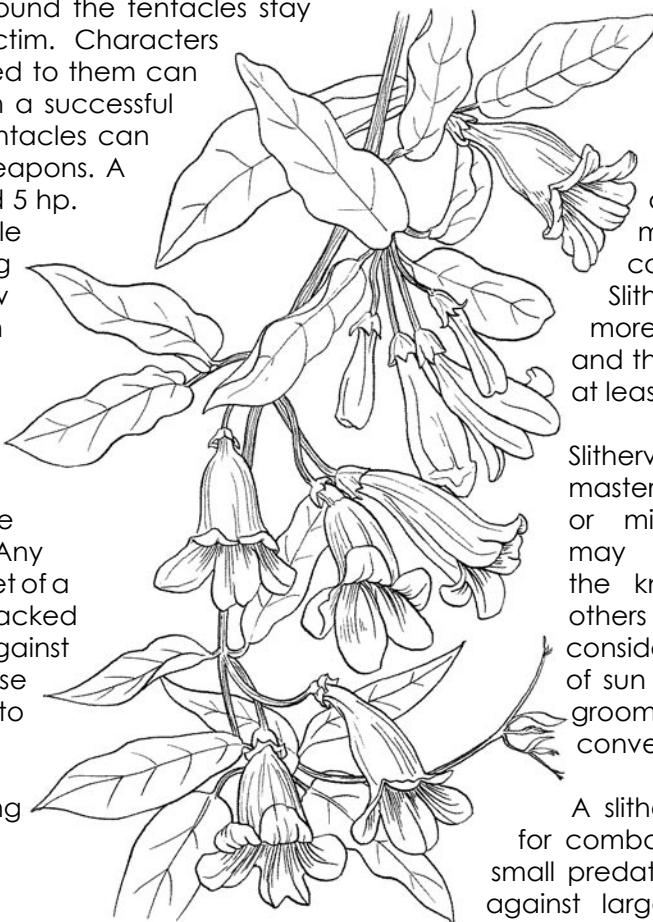 ound the tentacles stay
ctim. Characters
ed to them can
n a successful
ntacles can
eapons. A
d 5 hp.
le
g
n
e
Any
et of a
acked
gainst
se
to
ng
m
co
Slith
more
and th
at leas
Slitherv
master
or mi
may
the kn
others
conside
of sun
groom
conve
A slithe
for comba
small predat
against larg